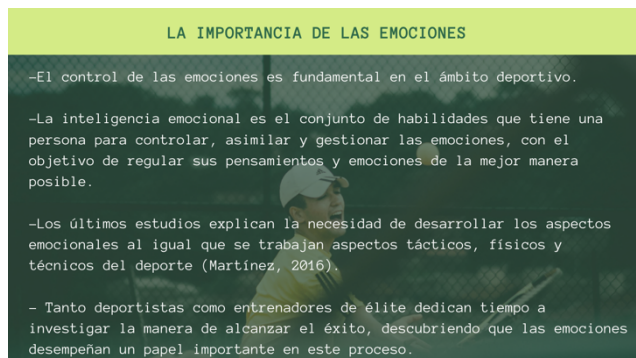 LA IMPORTANCIA DE LAS EMOCIONES
-El control de las emociones es fundamental en el ámbito deportivo.
-La inteligencia emocional es el conjunto de habilidades que tiene una
persona para controlar, asimilar y gestionar las emociones, con el
objetivo de regular sus pensamientos y emociones de la mejor manera
posible.
-Los últimos estudios explican la necesidad de desarrollar los aspectos
emocionales al igual que se trabajan aspectos tácticos, físicos y
técnicos del deporte (Martínez, 2016).
- Tanto deportistas como entrenadores de élite dedican tiempo a
investigar la manera de alcanzar el éxito, descubriendo que las emociones
desempeñan un papel importante en este proceso.